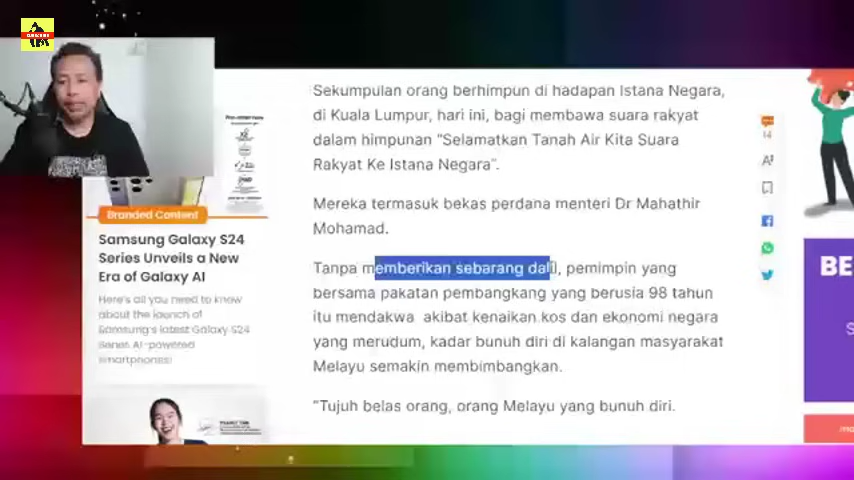 SUBSCRIBE
Sekumpulan orang berhimpun di hadapan Istana Negara,
di Kuala Lumpur, hari ini, bagi membawa suara rakyat
dalam himpunan “Selamatkan Tanah Air Kita Suara
Rakyat Ke Istana Negara”.
Mereka termasuk bekas perdana menteri Dr Mahathir
Mohamad.
Tanpa memberikan sebarang dalil, pemimpin yang
bersama pakatan pembangkang yang berusia 98 tahun
itu mendakwa akibat kenaikan kos dan ekonomi negara
yang merudum, kadar bunuh diri di kalangan masyarakat
Melayu semakin membimbangkan.
“Tujuh belas orang, orang Melayu yang bunuh diri.
Branded Content
Samsung Galaxy S24
Series Unveils a New
Era of Galaxy AI
Here's all you need to know
about the launch of
Samsung's latest Galaxy S24
Series AI-powered
smartphones!
14
BE
S